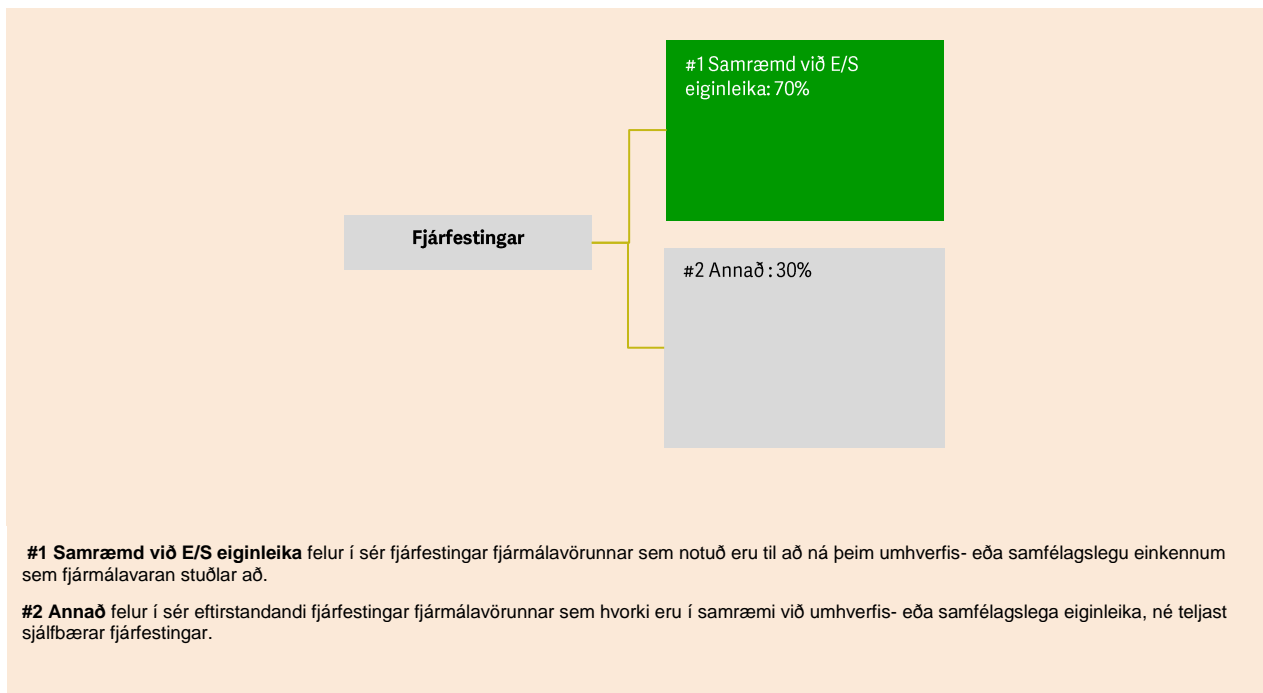 #1 Samræmd við E/S
eiginleika: 70%
Fjárfestingar
#2 Annað : 30%
#1 Samræmd við E/S eiginleika felur í sér fjárfestingar fjármálavörunnar sem notuð eru til að ná þeim umhverfis- eða samfélagslegu einkennum
sem fjármálavaran stuðlar að.
#2 Annað felur í sér eftirstandandi fjárfestingar fjármálavörunnar sem hvorki eru í samræmi við umhverfis- eða samfélagslega eiginleika, né teljast
sjálfbærar fjárfestingar.